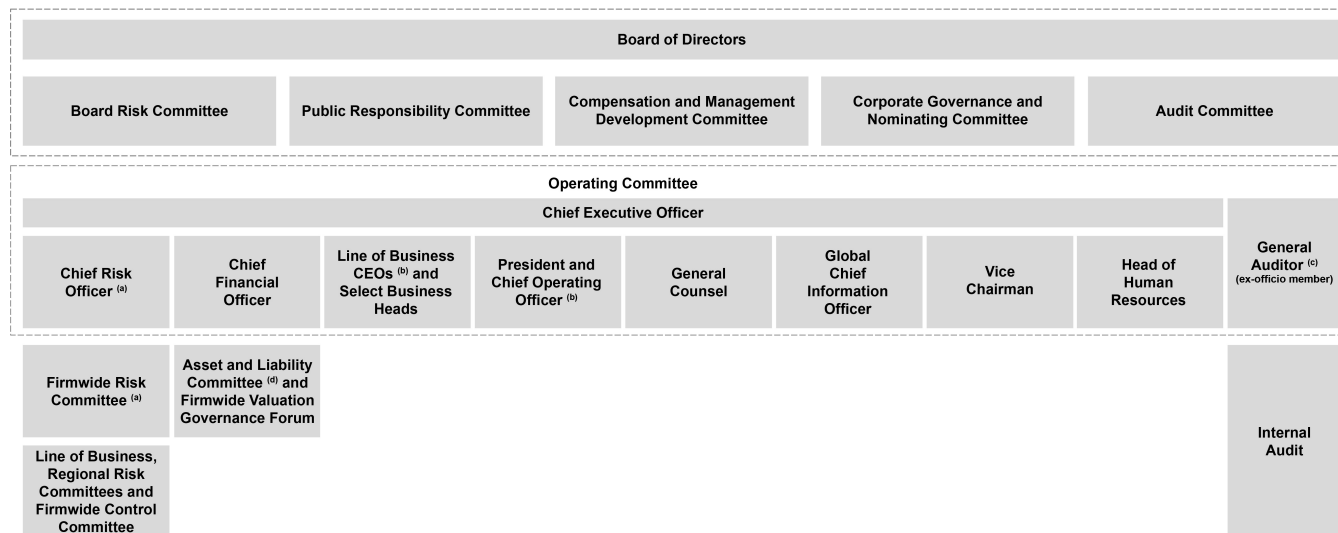 Board of Directors
Board Risk Committee
Public Responsibility Committee
Compensation and Management
Development Committee
Corporate Governance and
Nominating Committee
Audit Committee
Operating Committee
Chief Executive Officer
Chief Risk
Officer (a)
Chief
Financial
Officer
Line of Business
CEOs (b) and
Select Business
Heads
President and
Chief Operating
Officer (b)
General
Counsel
Global
Chief
Information
Officer
Vice
Chairman
Head of
Human
Resources
General
Auditor (c)
(ex-officio member)
Firmwide Risk
Committee (a)
Asset and Liability
Committee (d) and
Firmwide Valuation
Governance Forum
Line of Business,
Regional Risk
Committees and
Firmwide Control
Committee
Internal
Audit